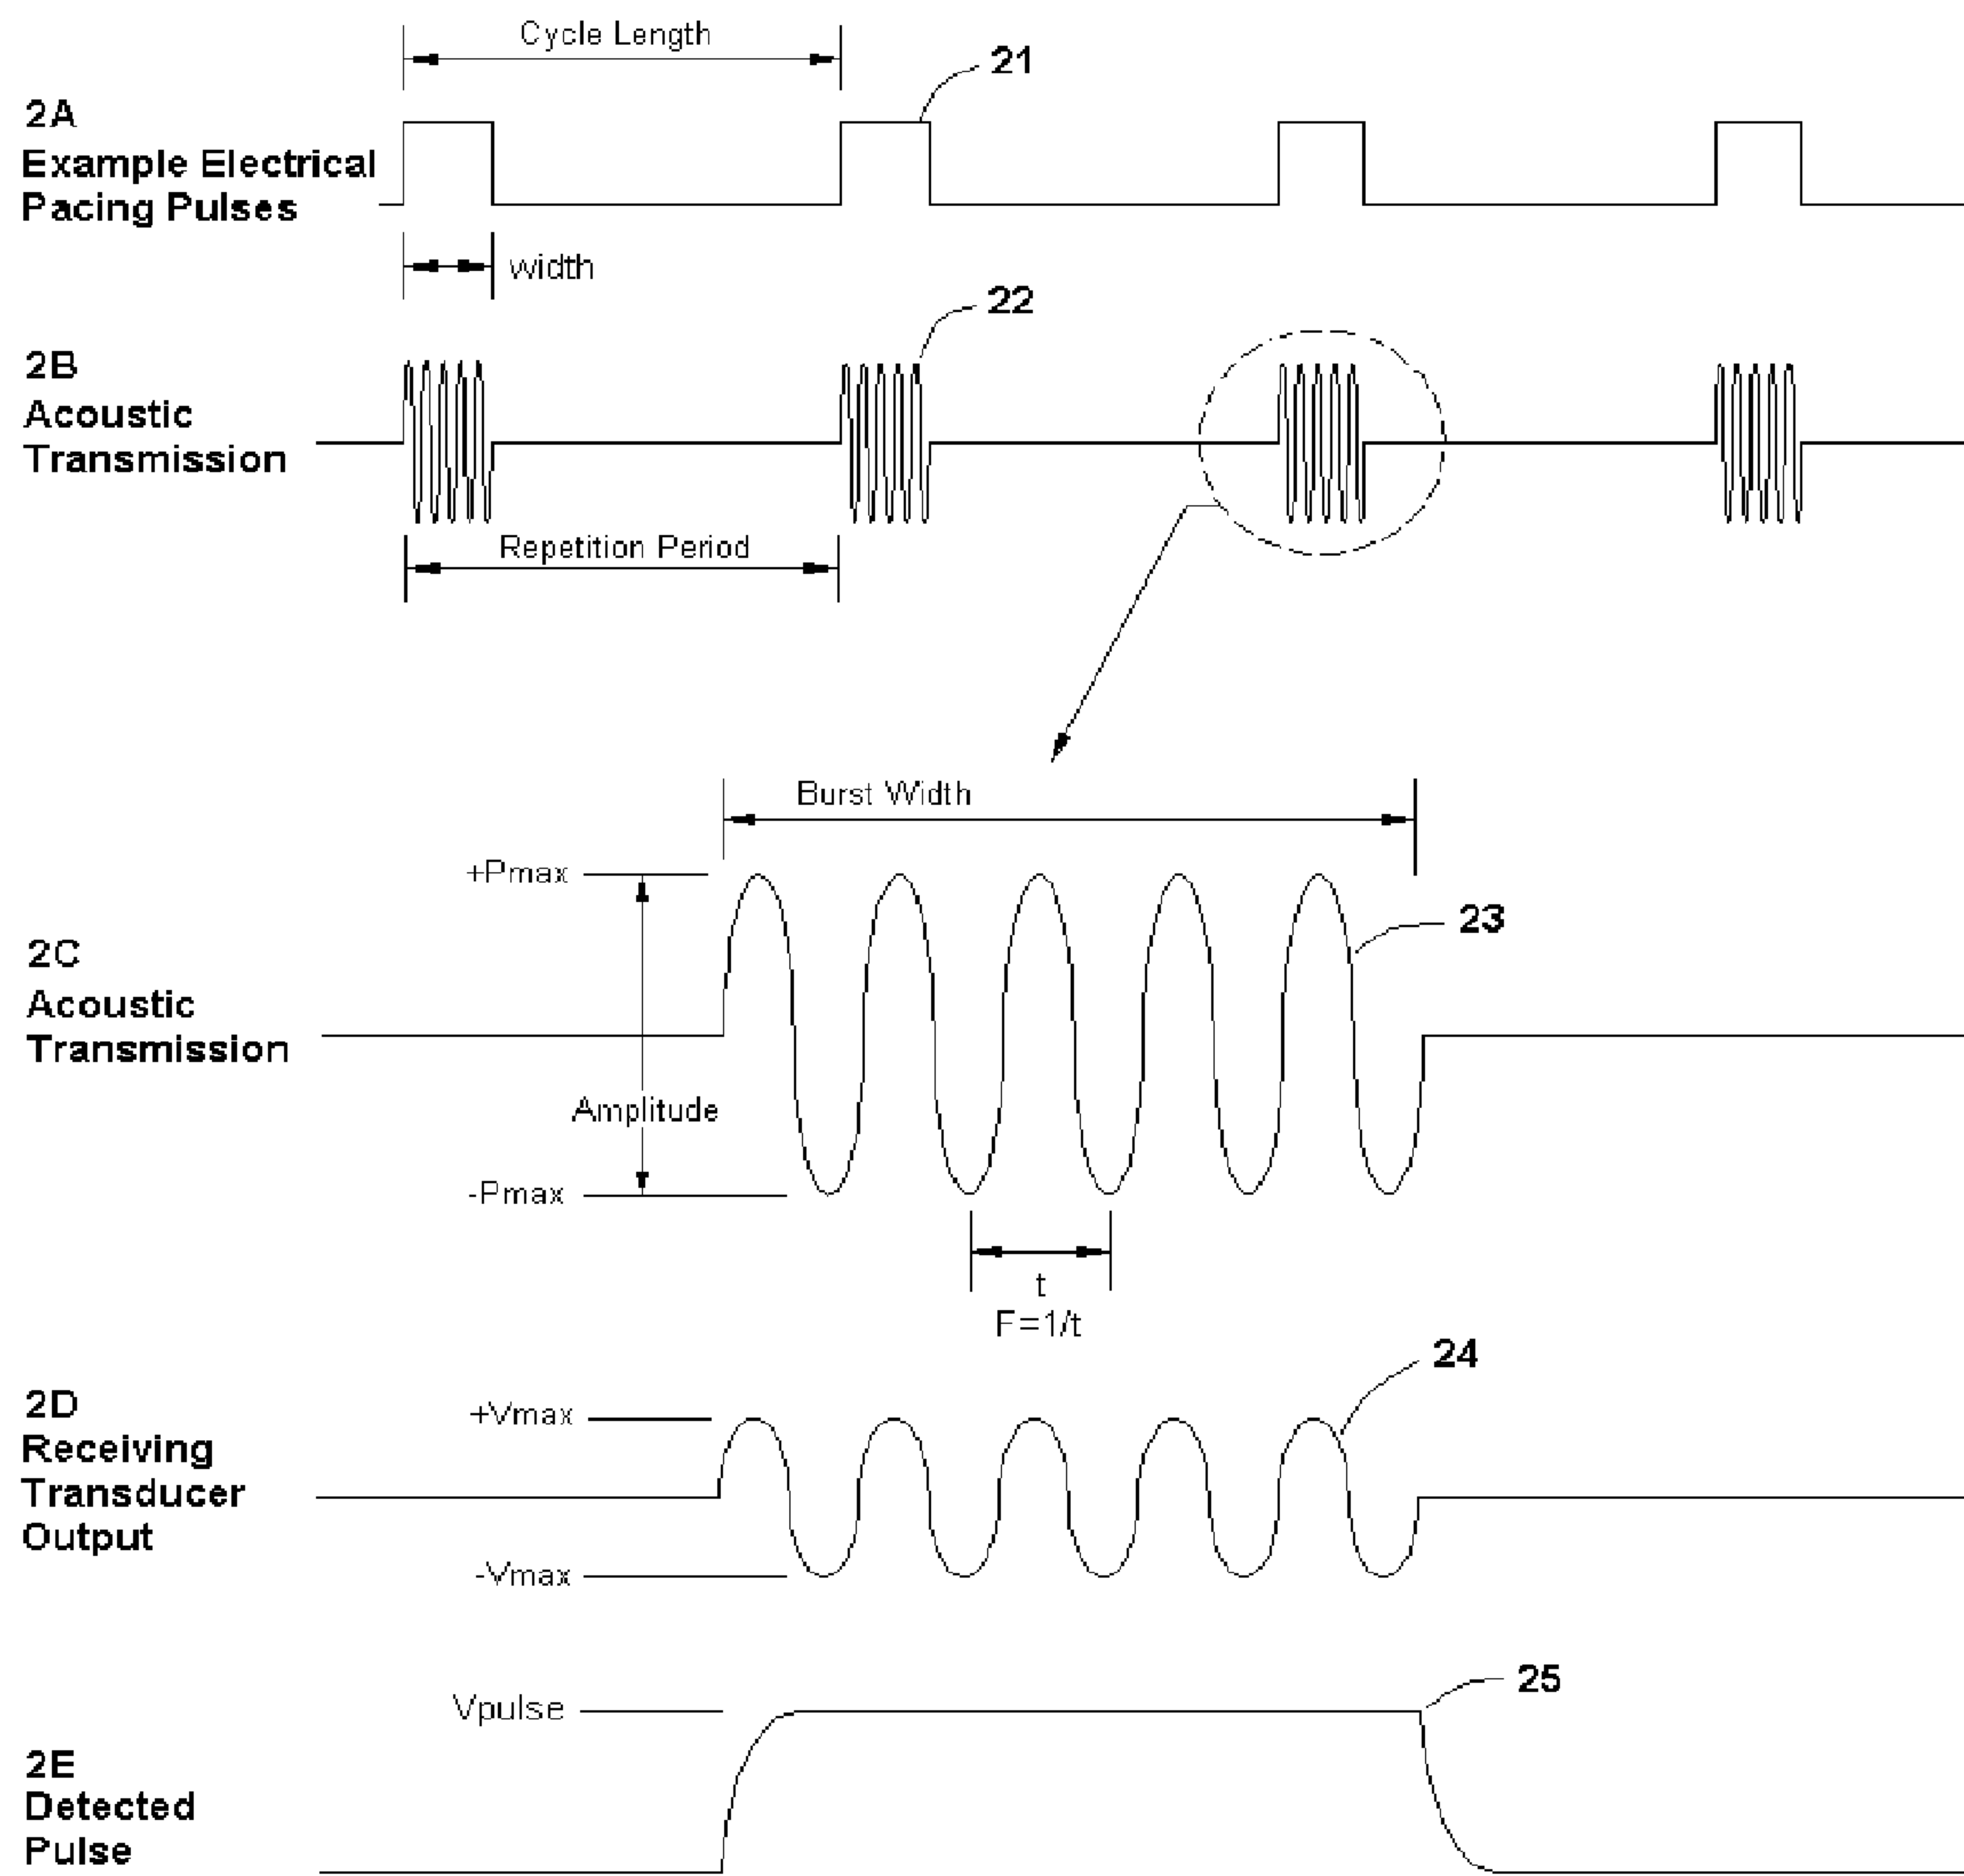 Cycle Length
21
2A
Example Electrical
Pacing Pulses
width
22
2B
Acoustic
Transmission
Repetition Period
Burst Width
+Pmax
23
2C
Acoustic
Transmission
Amplitude
-Pmax
t
F=1/t
24
2D
Receiving
Transducer
Output
+Vmax
-Vmax
25
Vpulse
2E
Detected
Pulse